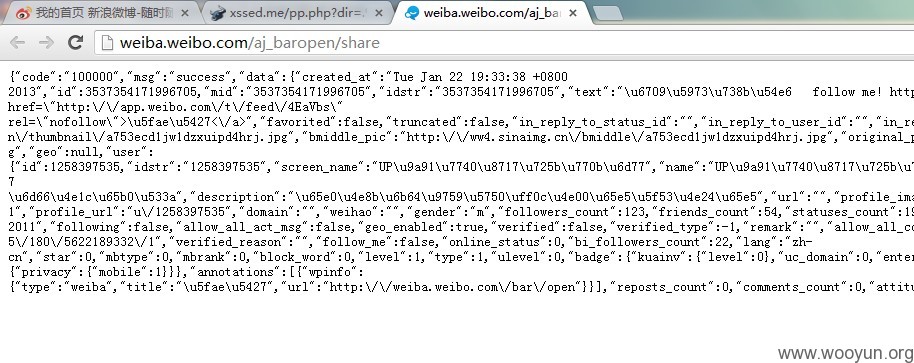 我的首页 新浪微博-随时随
xssed.me/pp.php?dir=
weiba.weibo.com/aj_bar
weiba.weibo.com/aj_baropen/share
{"code":"100000","msg":"success","data":{"created_at":"Tue Jan 22 19:33:38 +0800
2013","id":3537354171996705,"mid":"3537354171996705","idstr":"3537354171996705","text":"\u6709\u5973\u738b\u54e6   follow me! http
href=\"http:\/\/app.weibo.com\/t\/feed\/4EaVbs\"
rel=\"nofollow\">\u5fae\u5427<\/a>","favorited":false,"truncated":false,"in_reply_to_status_id":"","in_reply_to_user_id":"","in_re
n\/thumbnail\/a753ecd1jw1dzxuipd4hrj.jpg","bmiddle_pic":"http:\/\/ww4.sinaimg.cn\/bmiddle\/a753ecd1jw1dzxuipd4hrj.jpg","original_p
g","geo":null,"user":
{"id":1258397535,"idstr":"1258397535","screen_name":"UP\u9a91\u7740\u8717\u725b\u770b\u6d77","name":"UP\u9a91\u7740\u8717\u725b\u7
7
\u6d66\u4e1c\u65b0\u533a","description":"\u65e0\u4e8b\u6b64\u9759\u5750\uff0c\u4e00\u65e5\u5f53\u4e24\u65e5","url":"","profile_ima
1","profile_url":"u\/1258397535","domain":"","weihao":"","gender":"m","followers_count":123,"friends_count":54,"statuses_count":19
2011","following":false,"allow_all_act_msg":false,"geo_enabled":true,"verified":false,"verified_type":-1,"remark":"","allow_all_co
5\/180\/5622189332\/1","verified_reason":"","follow_me":false,"online_status":0,"bi_followers_count":22,"lang":"zh-
cn","star":0,"mbtype":0,"mbrank":0,"block_word":0,"level":1,"type":1,"ulevel":0,"badge":{"kuainv":{"level":0},"uc_domain":0,"enter
{"privacy":{"mobile":1}}},"annotations":[{"wpinfo":
{"type":"weiba","title":"\u5fae\u5427","url":"http:\/\/weiba.weibo.com\/bar\/open"}}],"reposts_count":0,"comments_count":0,"attitu
www.wooyun.org